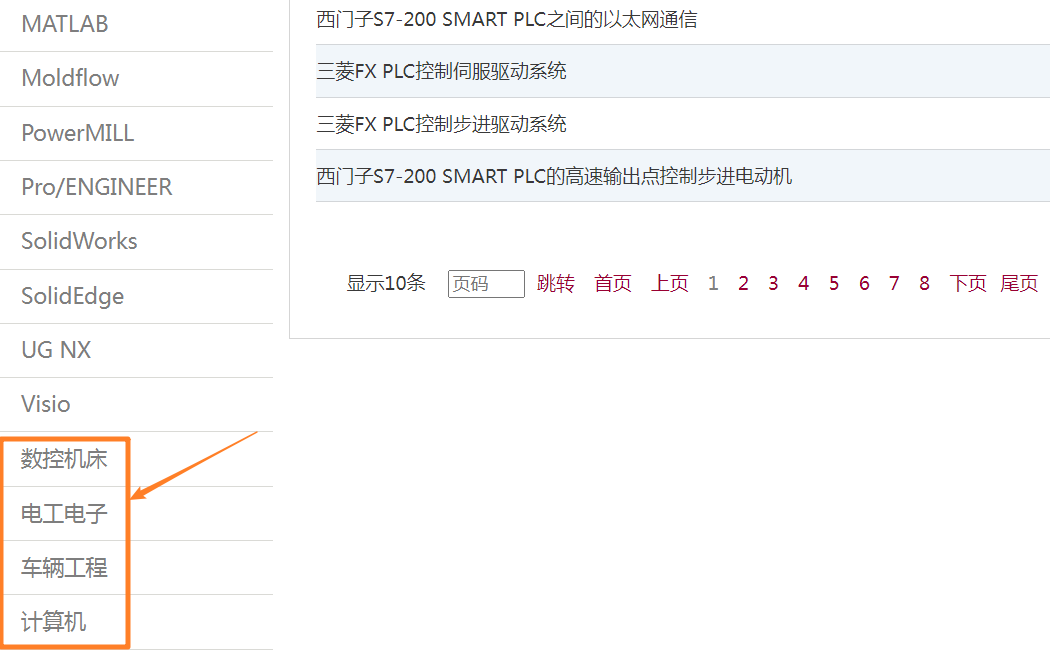 MATLAB
Moldflow
PowerMILL
Pro/ENGINEER
SolidWorks
SolidEdge
UG NX
Visio
数控机床
电工电子
车辆工程
计算机
西门子S7-200 SMART PLC之间的以太网通信
三菱FX PLC控制伺服驱动系统
三菱FX PLC控制步进驱动系统
西门子S7-200 SMART PLC的高速输出点控制步进电动机
显示10条 页码 跳转 首页 上页 1 2 3 4 5 6 7 8 下页 尾页